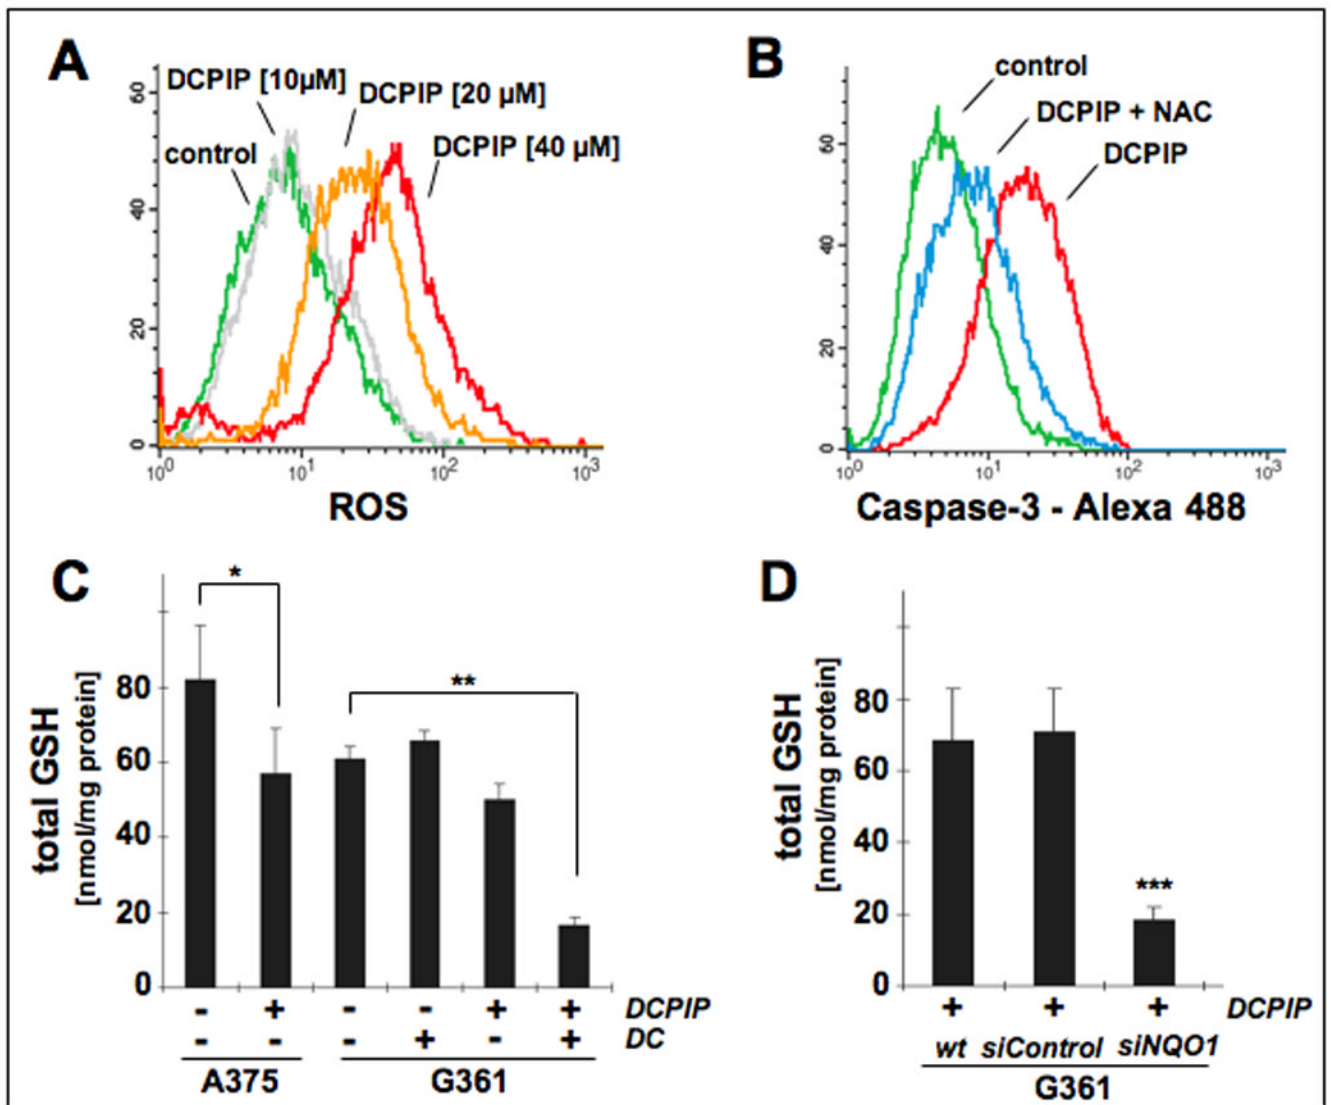 A
DCPIP [10µM]
DCPIP [20 µM]
control
DCPIP [40 µM]
60
40
20
0
10⁰ 10¹ 10² 10³
ROS
B
control
DCPIP + NAC
DCPIP
60
40
20
0
10⁰ 10¹ 10² 10³
Caspase-3 - Alexa 488
C
total GSH
[nmol/mg protein]
*
**
80
60
40
20
0
- + - - + + DCPIP
- - - + - + DC
A375 G361
D
total GSH
[nmol/mg protein]
80
60
40
20
0
***
+ + + DCPIP
wt siControl siNQO1
G361